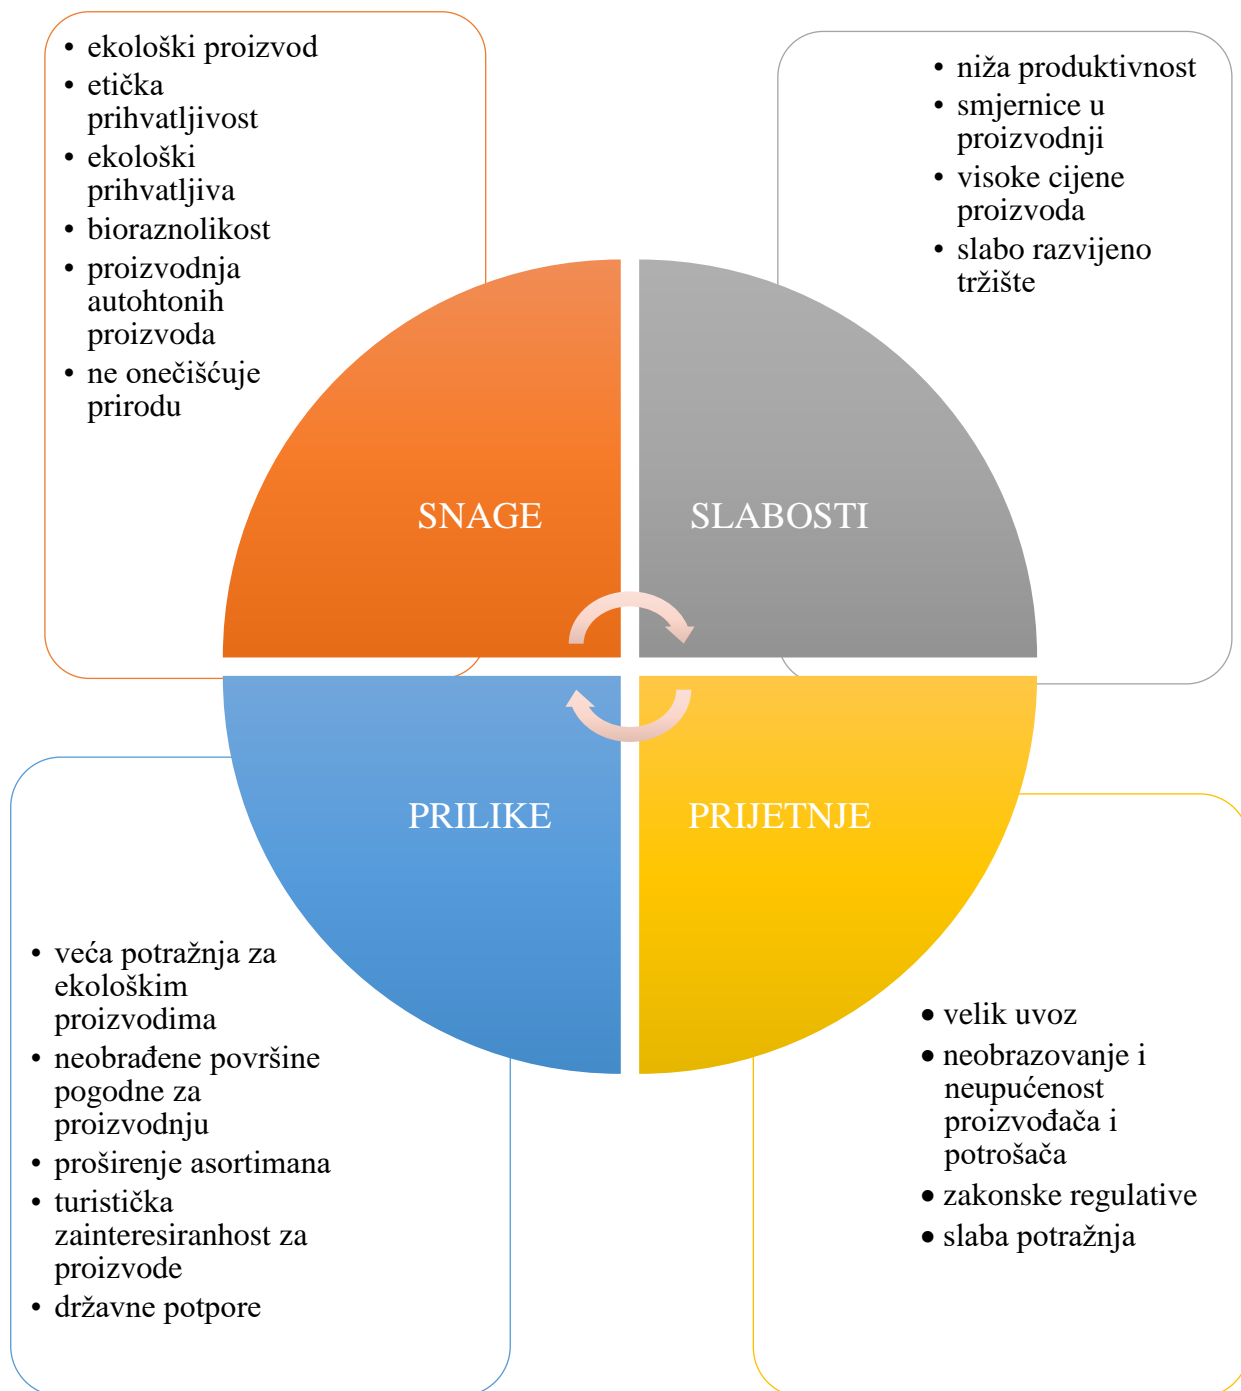 • ekološki proizvod
• etička
prihvatljivost
• ekološki
prihvatljiva
• bioraznolikost
• proizvodnja
autohtonih
proizvoda
• ne onečišćuje
prirodu
• niža produktivnost
• smjernice u
proizvodnji
• visoke cijene
proizvoda
• slabo razvijeno
tržište
SNAGE
SLABOSTI
PRILIKE
PRIJETNJE
• veća potražnja za
ekološkim
proizvodima
• neobrađene površine
pogodne za
proizvodnju
• proširenje asortimana
• turistička
zainteresiranhost za
proizvode
• državne potpore
• velik uvoz
• neobrazovanje i
neupućenost
proizvođača i
potrošača
• zakonske regulative
• slaba potražnja